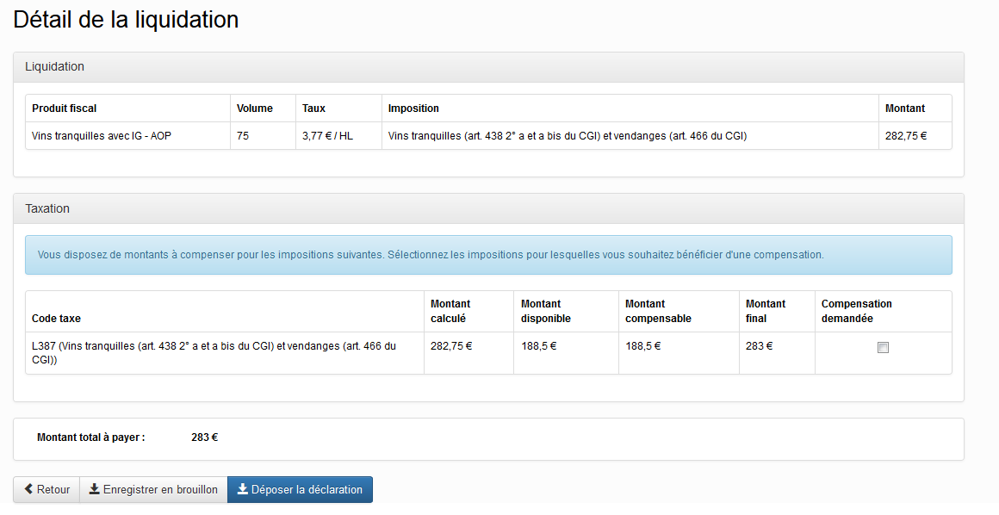 Détail de la liquidation
Liquidation
Produit fiscal Volume Taux Imposition Montant
Vins tranquilles avec IG - AOP 75 3,77 € / HL Vins tranquilles (art. 438 2° a et a bis du CGI) et vendanges (art. 466 du CGI) 282,75 €
Taxation
Vous disposez de montants à compenser pour les impositions suivantes. Sélectionnez les impositions pour lesquelles vous souhaitez bénéficier d'une compensation.
Montant Montant Montant Montant Compensation
Code taxe calculé disponible compensable final demandée
L387 (Vins tranquilles (art. 438 2° a et a bis du CGI) et vendanges (art. 466 du 282,75 € 188,5 € 188,5 € 283 €
CGI))
Montant total à payer : 283 €
Retour Enregistrer en brouillon Déposer la déclaration